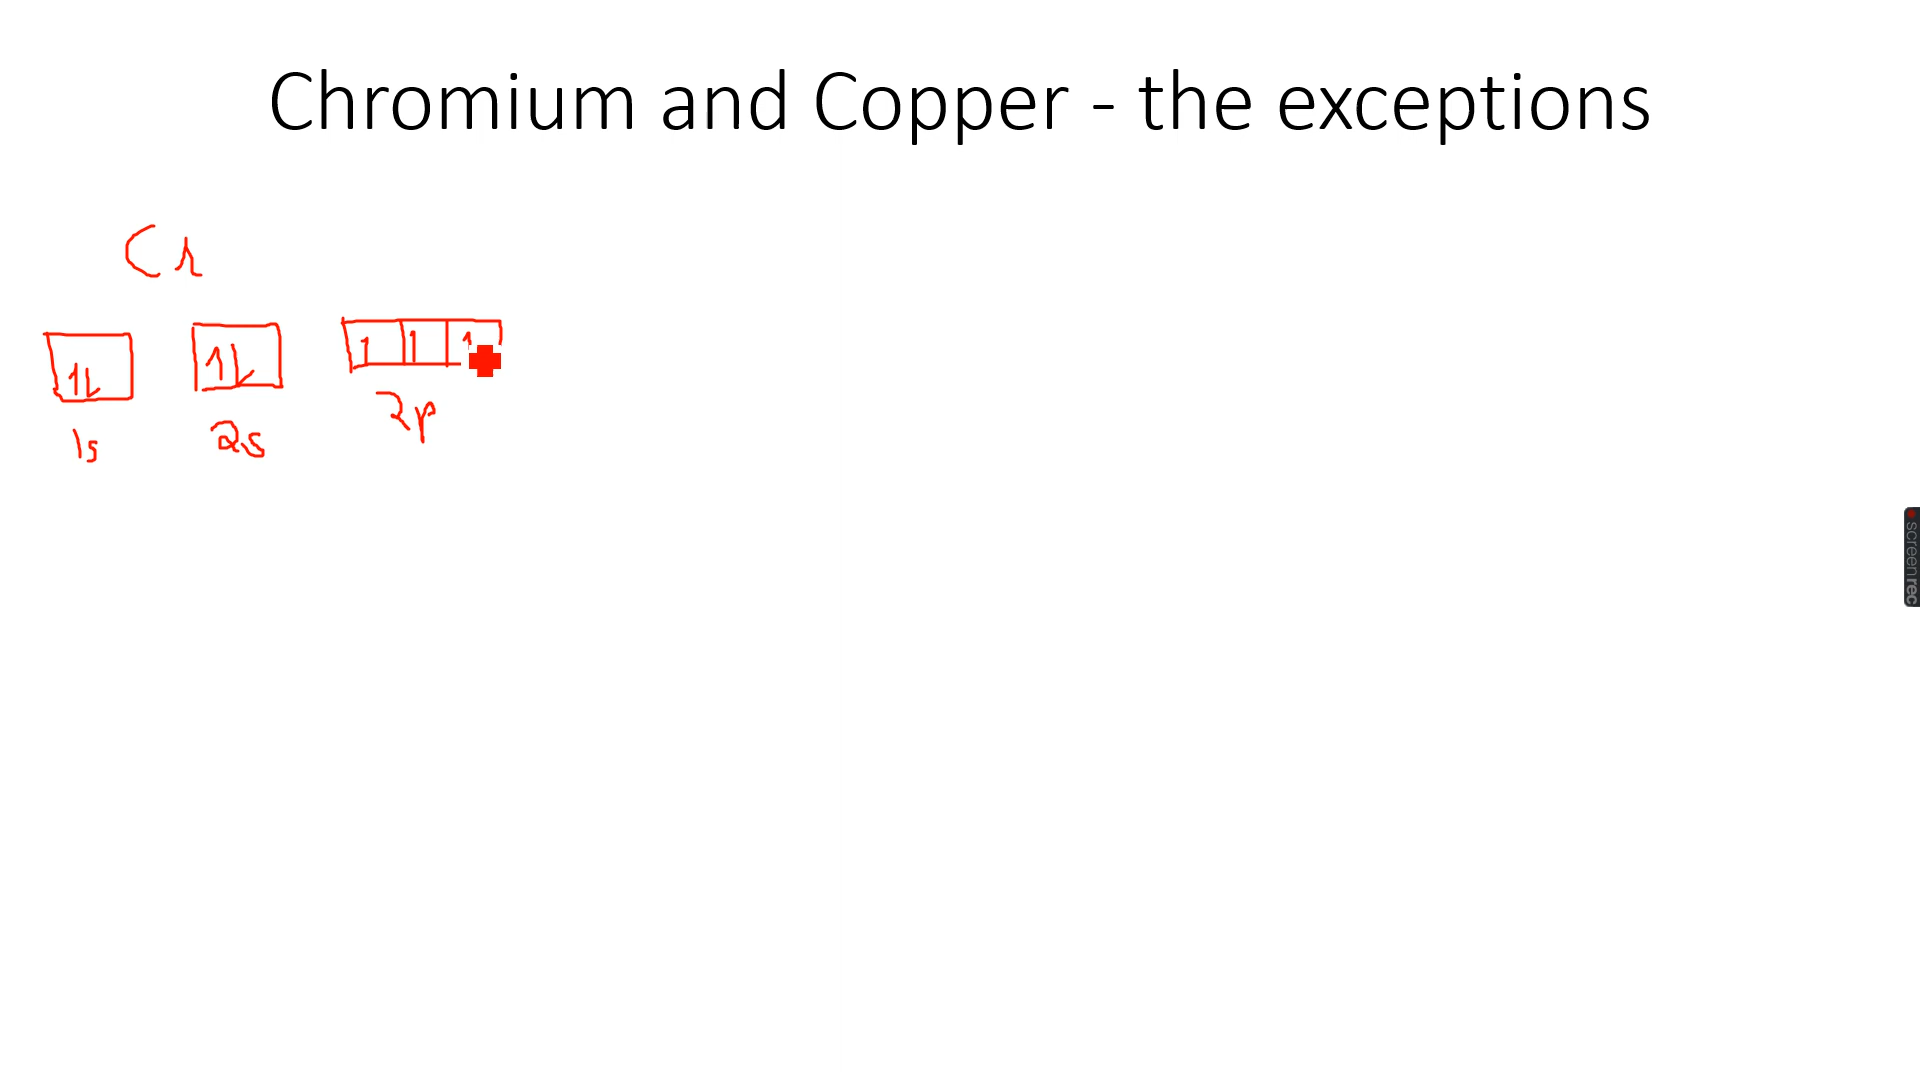 Chromium and Copper - the exceptions
Cr
1s 2s 2p
screenrec